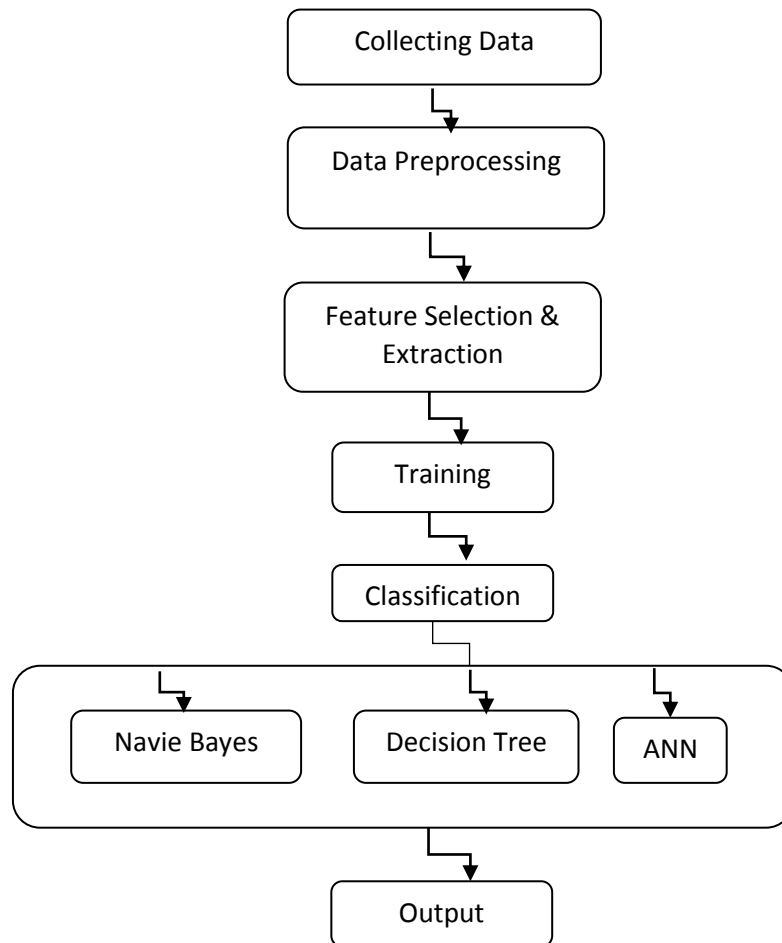 Collecting Data
Data Preprocessing
Feature Selection &
Extraction
Training
Classification
Navie Bayes
Decision Tree
ANN
Output